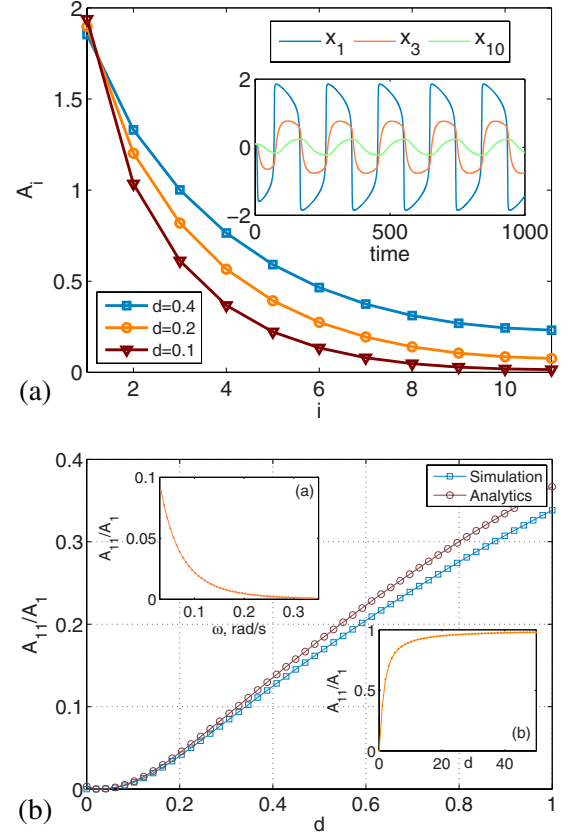 2
1.5
1
0.5
0
A_i
2 4 6 8 10
i
(a)
d=0.4
d=0.2
d=0.1
x_1 x_3 x_10
2
0
−2
0 500 1000
time
0.4
0.3
0.2
0.1
0
A_11/A_1
0 0.2 0.4 0.6 0.8 1
d
(b)
Simulation
Analytics
0.1
0.05
0
A_11/A_1
0.1 0.2 0.3
ω, rad/s
(a)
1
0.5
0
A_11/A_1
0 20 40
d
(b)